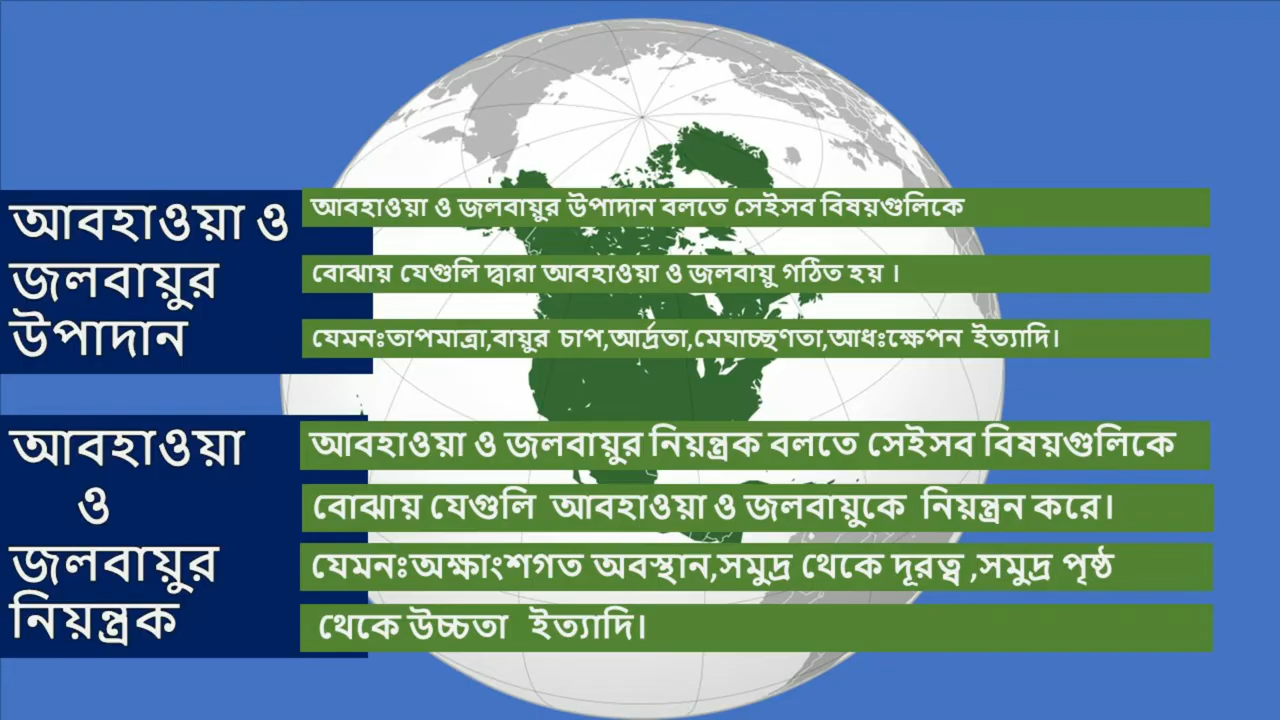 আবহাওয়া ও
জলবায়ুর
উপাদান
আবহাওয়া ও জলবায়ুর উপাদান বলতে সেইসব বিষয়গুলিকে
বোঝায় যেগুলি দ্বারা আবহাওয়া ও জলবায়ু গঠিত হয় ।
যেমনঃতাপমাত্রা,বায়ুর চাপ,আর্দ্রতা,মেঘাচ্ছণতা,আধঃক্ষেপন ইত্যাদি।
আবহাওয়া
ও
জলবায়ুর
নিয়ন্ত্রক
আবহাওয়া ও জলবায়ুর নিয়ন্ত্রক বলতে সেইসব বিষয়গুলিকে
বোঝায় যেগুলি আবহাওয়া ও জলবায়ুকে নিয়ন্ত্রন করে।
যেমনঃঅক্ষাংশগত অবস্থান,সমুদ্র থেকে দূরত্ব ,সমুদ্র পৃষ্ঠ
থেকে উচ্চতা ইত্যাদি।